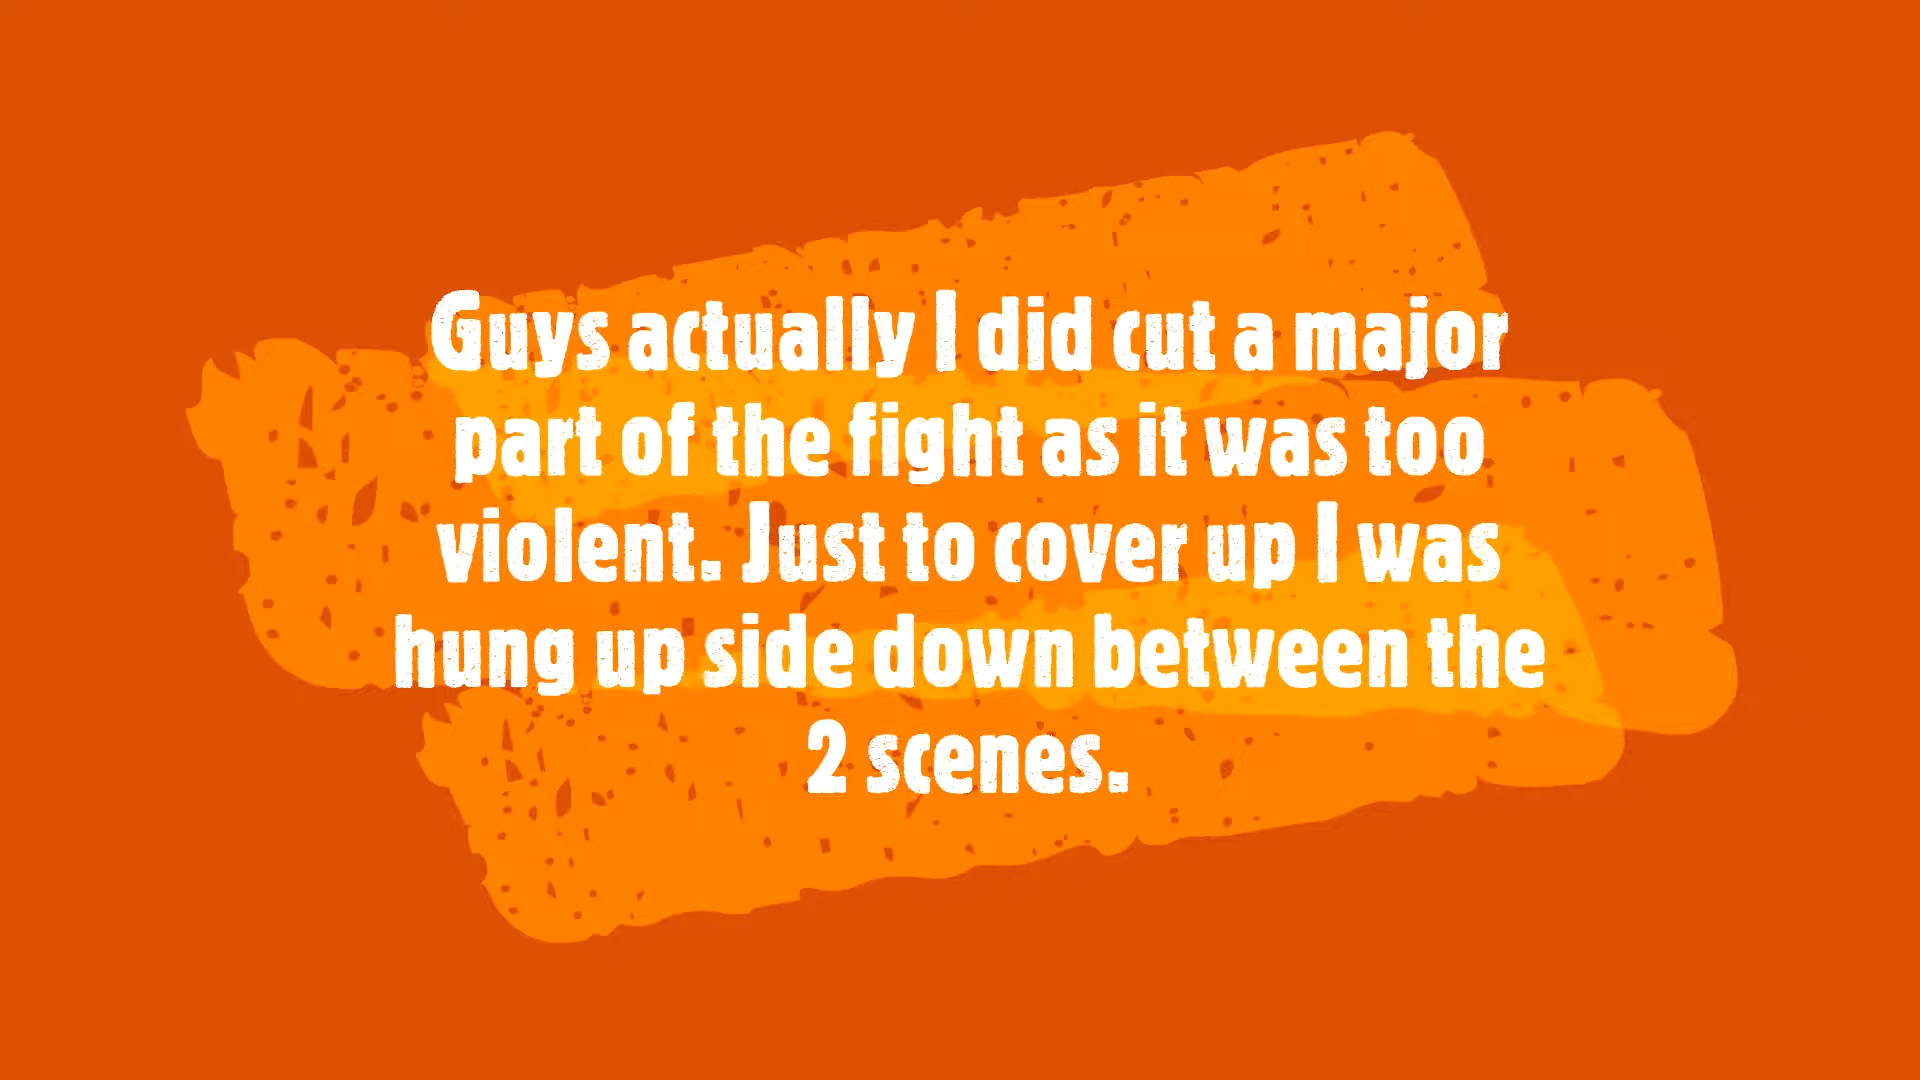 Guys actually I did cut a major
part of the fight as it was too
violent. Just to cover up I was
hung up side down between the
2 scenes.